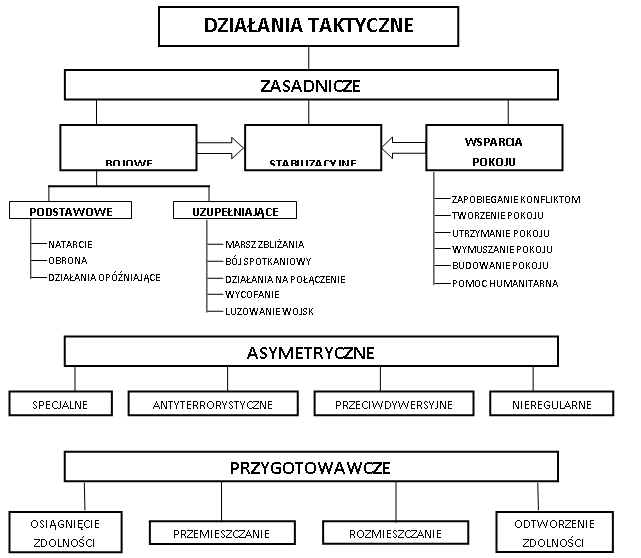 DZIAŁANIA TAKTYCZNE
ZASADNICZE
BOJOWE
STABILIZACYJNE
WSPARCIA
POKOJU
PODSTAWOWE
NATARCIE
OBRONA
DZIAŁANIA OPÓŹNIAJĄCE
UZUPEŁNIAJĄCE
MARSZ ZBLIŻANIA
BÓJ SPOTKANIOWY
DZIAŁANIA NA POŁĄCZENIE
WYCOFANIE
LUZOWANIE WOJSK
ZAPOBIEGANIE KONFLIKTOM
TWORZENIE POKOJU
UTRZYMANIE POKOJU
WYMUSZANIE POKOJU
BUDOWANIE POKOJU
POMOC HUMANITARNA
ASYMETRYCZNE
SPECJALNE
ANTYTERRORYSTYCZNE
PRZECIWDYWERSYJNE
NIEREGULARNE
PRZYGOTOWAWCZE
OSIĄGNIĘCIE
ZDOLNOŚCI
PRZEMIESZCZANIE
ROZMIESZCZANIE
ODTWORZENIE
ZDOLNOŚCI